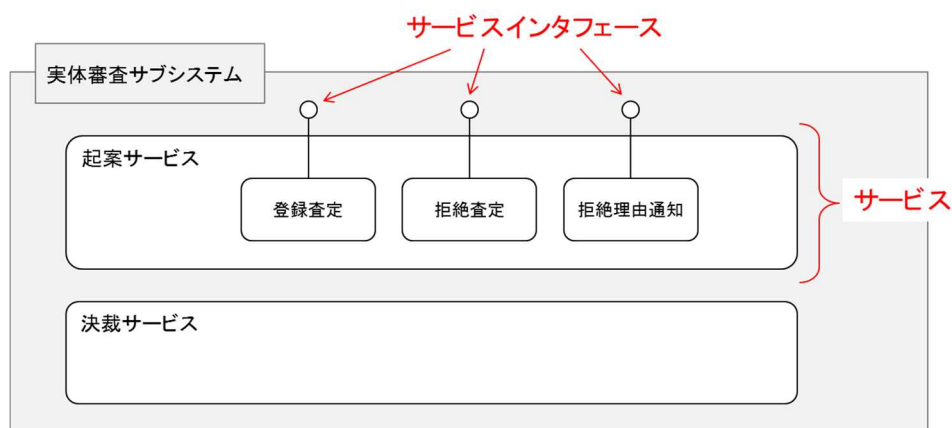 サービスインタフェース
実体審査サブシステム
起案サービス
登録査定
拒絶査定
拒絶理由通知
サービス
決裁サービス